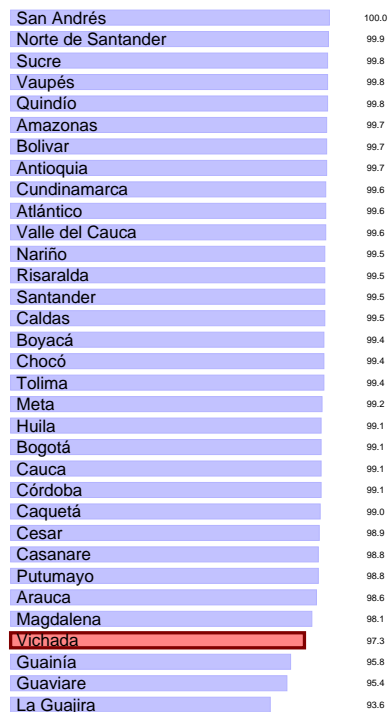 San Andrés 100.0
Norte de Santander 99.9
Sucre 99.8
Vaupés 99.8
Quindío 99.8
Amazonas 99.7
Bolivar 99.7
Antioquia 99.7
Cundinamarca 99.6
Atlántico 99.6
Valle del Cauca 99.6
Nariño 99.5
Risaralda 99.5
Santander 99.5
Caldas 99.5
Boyacá 99.4
Chocó 99.4
Tolima 99.4
Meta 99.2
Huila 99.1
Bogotá 99.1
Cauca 99.1
Córdoba 99.1
Caquetá 99.0
Cesar 98.9
Casanare 98.8
Putumayo 98.8
Arauca 98.6
Magdalena 98.1
Vichada 97.3
Guainía 95.8
Guaviare 95.4
La Guajira 93.6